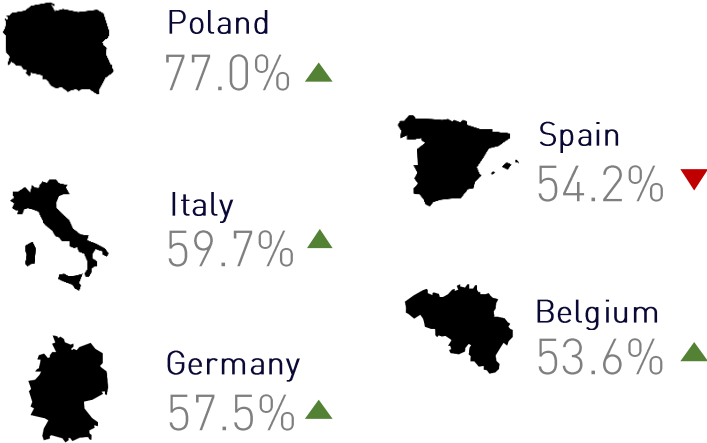 Poland
77.0%
Italy
59.7%
Germany
57.5%
Spain
54.2%
Belgium
53.6%